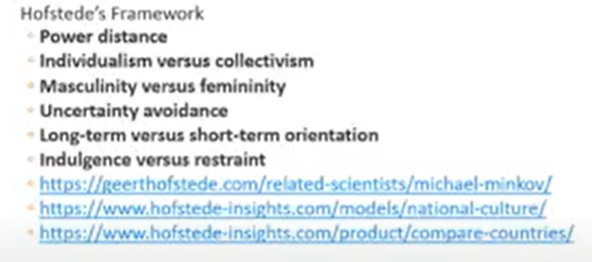 Hofstede's Framework
Power distance
Individualism versus collectivism
Masculinity versus femininity
Uncertainty avoidance
Long-term versus short-term orientation
Indulgence versus restraint
https://geerthofstede.com/related-scientists/michael-minkov/
https://www.hofstede-insights.com/models/national-culture/
https://www.hofstede-insights.com/product/compare-countries/